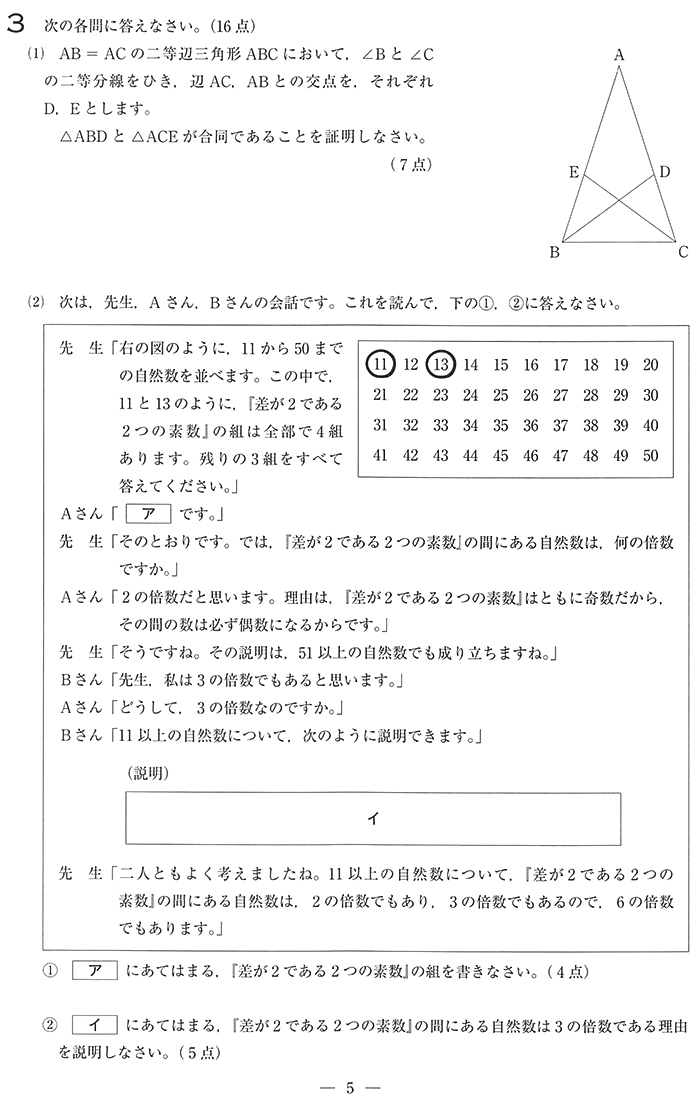 3 次の各問に答えなさい。(16点)
(1) AB = AC の二等辺三角形 ABC において，∠B と ∠C
の二等分線をひき，辺 AC，AB との交点を，それぞれ
D，E とします。
△ABD と △ACE が合同であることを証明しなさい。
(7点)
A
E
D
B
C
(2) 次は，先生，A さん，B さんの会話です。これを読んで，下の①，②に答えなさい。
先　生「右の図のように，11 から 50 まで
の自然数を並べます。この中で，
11 と 13 のように，『差が 2 である
2 つの素数』の組は全部で 4 組
あります。残りの 3 組をすべて
答えてください。」
11 12 13 14 15 16 17 18 19 20
21 22 23 24 25 26 27 28 29 30
31 32 33 34 35 36 37 38 39 40
41 42 43 44 45 46 47 48 49 50
A さん「 ア です。」
先　生「そのとおりです。では，『差が 2 である 2 つの素数』の間にある自然数は，何の倍数
ですか。」
A さん「2 の倍数だと思います。理由は，『差が 2 である 2 つの素数』はともに奇数だから，
その間の数は必ず偶数になるからです。」
先　生「そうですね。その説明は，51 以上の自然数でも成り立ちますね。」
B さん「先生，私は 3 の倍数でもあると思います。」
A さん「どうして，3 の倍数なのですか。」
B さん「11 以上の自然数について，次のように説明できます。」
(説明)
イ
先　生「二人ともよく考えましたね。11 以上の自然数について，『差が 2 である 2 つの
素数』の間にある自然数は，2 の倍数でもあり，3 の倍数でもあるので，6 の倍数
でもあります。」
① ア にあてはまる，『差が 2 である 2 つの素数』の組を書きなさい。(4点)
② イ にあてはまる，『差が 2 である 2 つの素数』の間にある自然数は 3 の倍数である理由
を説明しなさい。(5点)
— 5 —